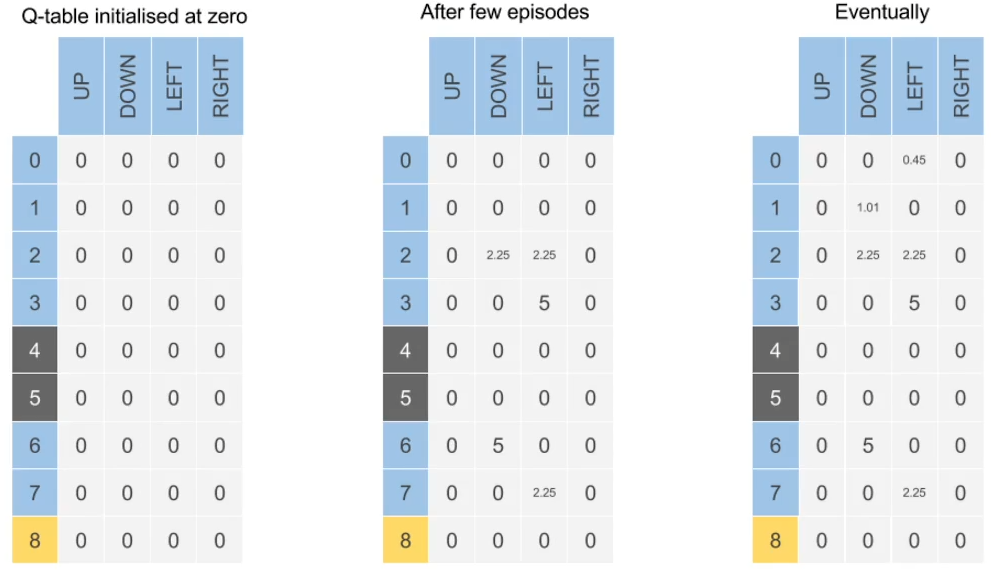 Q-table initialised at zero
UP DOWN LEFT RIGHT
0 0 0 0 0
1 0 0 0 0
2 0 0 0 0
3 0 0 0 0
4 0 0 0 0
5 0 0 0 0
6 0 0 0 0
7 0 0 0 0
8 0 0 0 0
After few episodes
UP DOWN LEFT RIGHT
0 0 0 0 0
1 0 0 0 0
2 0 2.25 2.25 0
3 0 0 5 0
4 0 0 0 0
5 0 0 0 0
6 0 5 0 0
7 0 0 2.25 0
8 0 0 0 0
Eventually
UP DOWN LEFT RIGHT
0 0 0 0.45 0
1 0 1.01 0 0
2 0 2.25 2.25 0
3 0 0 5 0
4 0 0 0 0
5 0 0 0 0
6 0 5 0 0
7 0 0 2.25 0
8 0 0 0 0